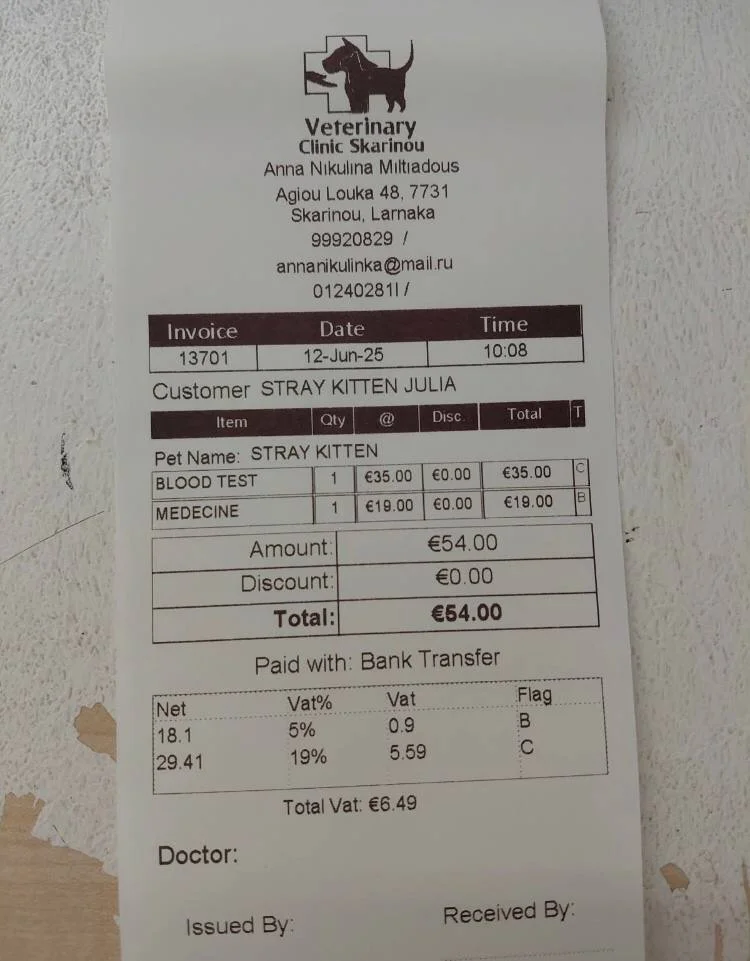 Veterinary
Clinic Skarinou
Anna Nikulina Miltiadous
Agiou Louka 48, 7731
Skarinou, Larnaka
99920829 /
annanikulinka@mail.ru
01240281I /
Invoice Date Time
13701 12-Jun-25 10:08
Customer STRAY KITTEN JULIA
Item Qty @ Disc. Total T
Pet Name: STRAY KITTEN
BLOOD TEST 1 €35.00 €0.00 €35.00 C
MEDECINE 1 €19.00 €0.00 €19.00 B
Amount: €54.00
Discount: €0.00
Total: €54.00
Paid with: Bank Transfer
Net Vat% Vat Flag
18.1 5% 0.9 B
29.41 19% 5.59 C
Total Vat: €6.49
Doctor:
Issued By: Received By: